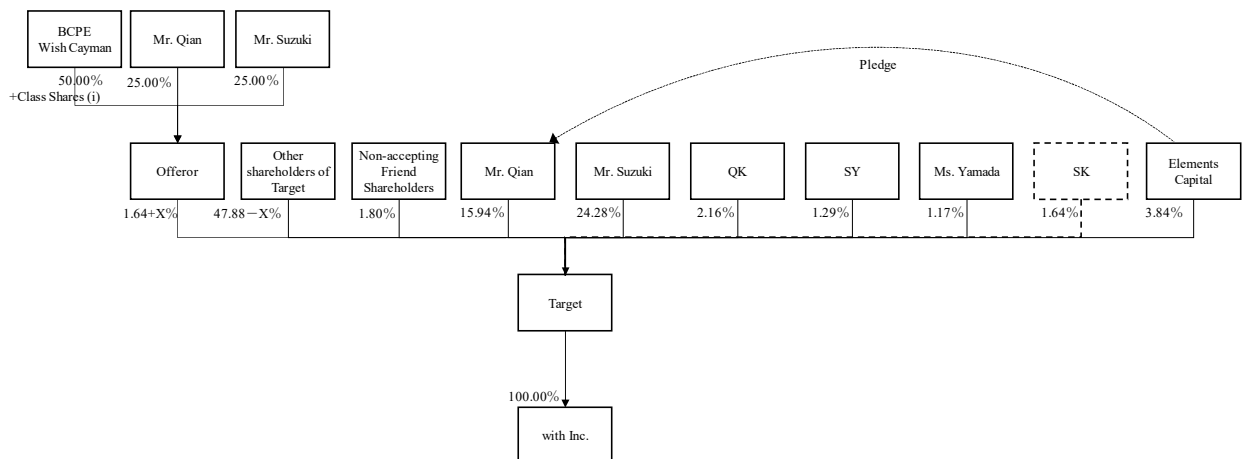 BCPE
Wish Cayman
Mr. Qian
Mr. Suzuki
50.00%
+Class Shares (i)
25.00%
25.00%
Pledge
Offeror
Other
shareholders of
Target
Non-accepting
Friend
Shareholders
Mr. Qian
Mr. Suzuki
QK
SY
Ms. Yamada
SK
Elements
Capital
1.64+X%
47.88－X%
1.80%
15.94%
24.28%
2.16%
1.29%
1.17%
1.64%
3.84%
Target
100.00%
with Inc.